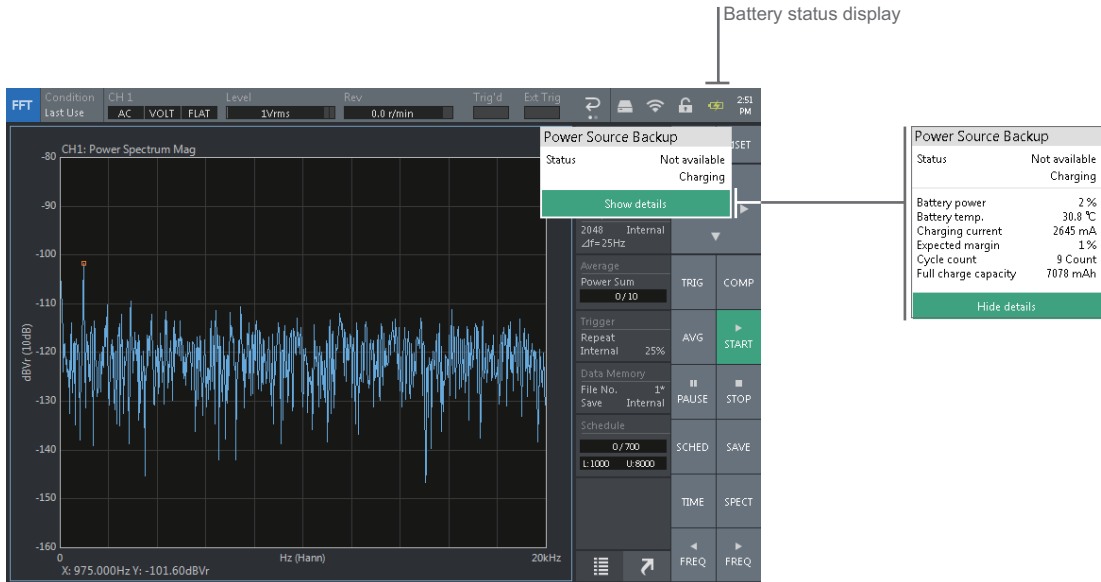 Battery status display
FFT
Condition
Last Use
CH 1
AC VOLT FLAT
Level
1Vrms
Rev
0.0 r/min
Trig'd
Ext Trig
2:51
PM
CH1: Power Spectrum Mag
-80
-90
-100
-110
-120
-130
-140
-150
-160
dBVr (10dB)
0
Hz (Hann)
20kHz
X: 975.000Hz Y: -101.60dBVr
Power Source Backup
Status Not available
Charging
Show details
2048 Internal
⊿f=25Hz
Average
Power Sum
0/10
Trigger
Repeat
Internal 25%
Data Memory
File No. 1*
Save Internal
Schedule
0/700
L:1000 U:8000
TRIG COMP
AVG START
PAUSE STOP
SCHED SAVE
TIME SPECT
FREQ FREQ
Power Source Backup
Status Not available
Charging
Battery power 2 %
Battery temp. 30.8 ℃
Charging current 2645 mA
Expected margin 1 %
Cycle count 9 Count
Full charge capacity 7078 mAh
Hide details